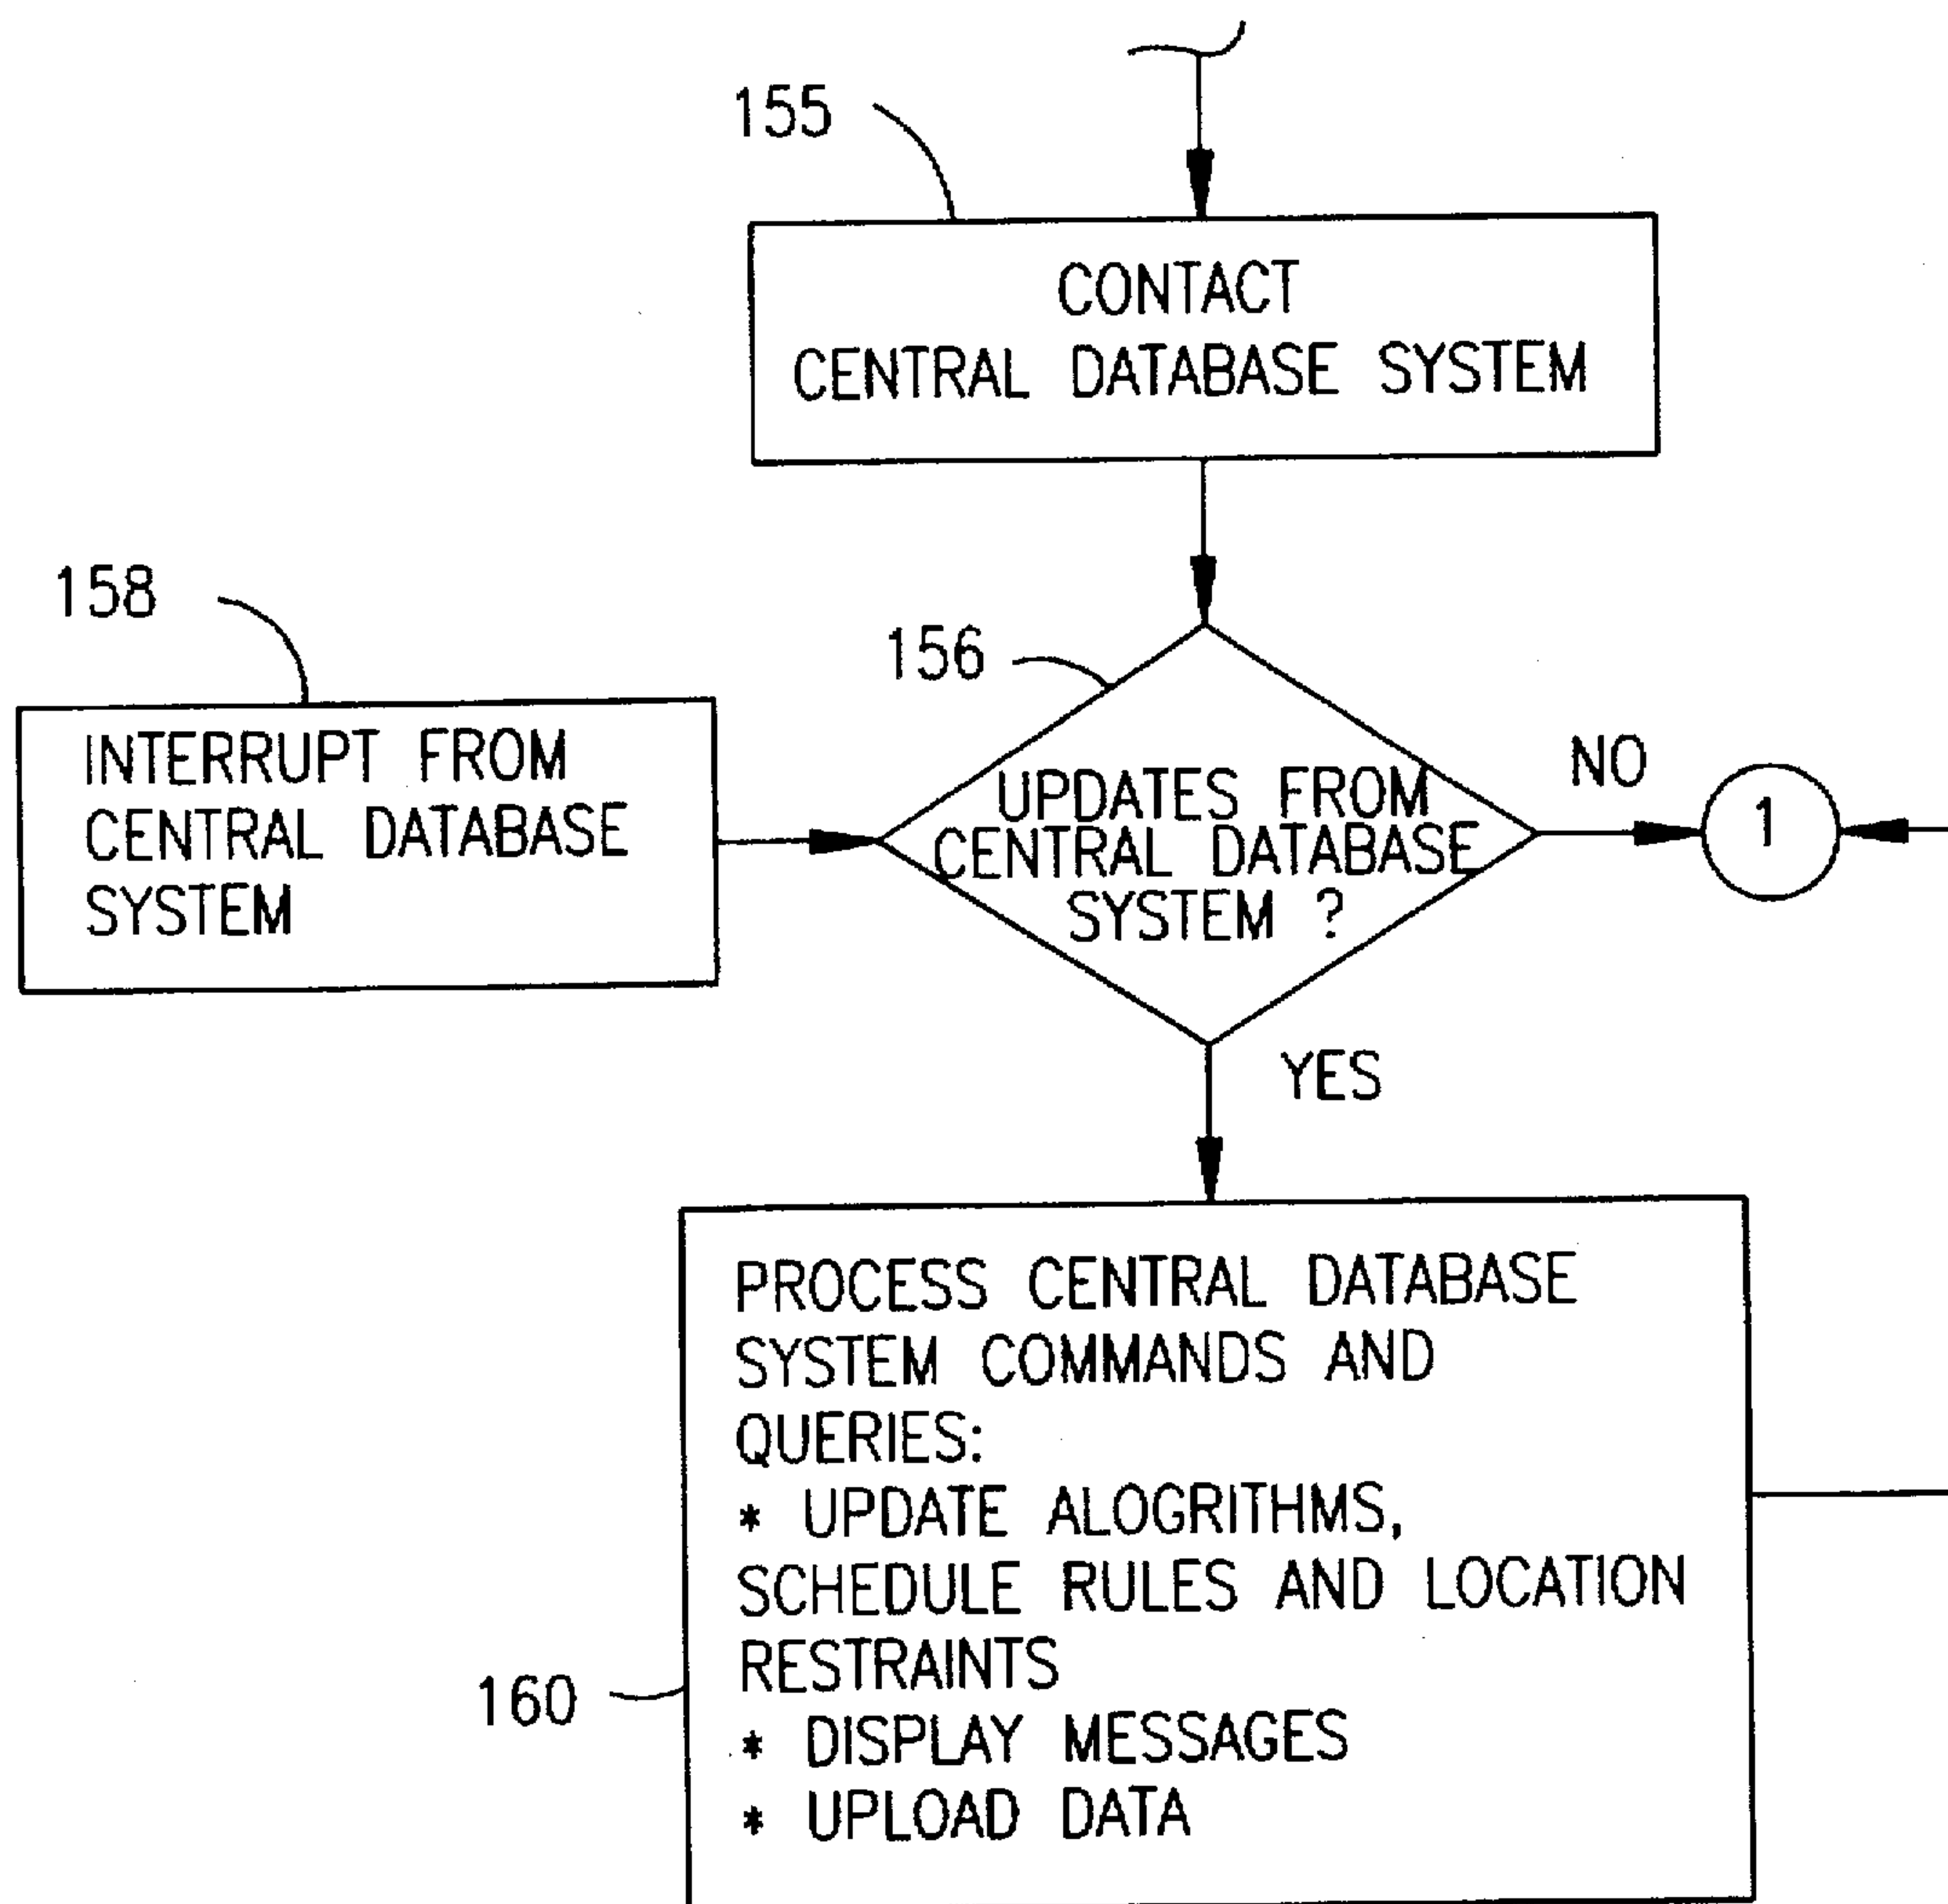 155
CONTACT
CENTRAL DATABASE SYSTEM
158
INTERRUPT FROM
CENTRAL DATABASE
SYSTEM
156
UPDATES FROM
CENTRAL DATABASE
SYSTEM ?
NO
1
YES
PROCESS CENTRAL DATABASE
SYSTEM COMMANDS AND
QUERIES:
* UPDATE ALOGRITHMS,
SCHEDULE RULES AND LOCATION
RESTRAINTS
* DISPLAY MESSAGES
* UPLOAD DATA
160